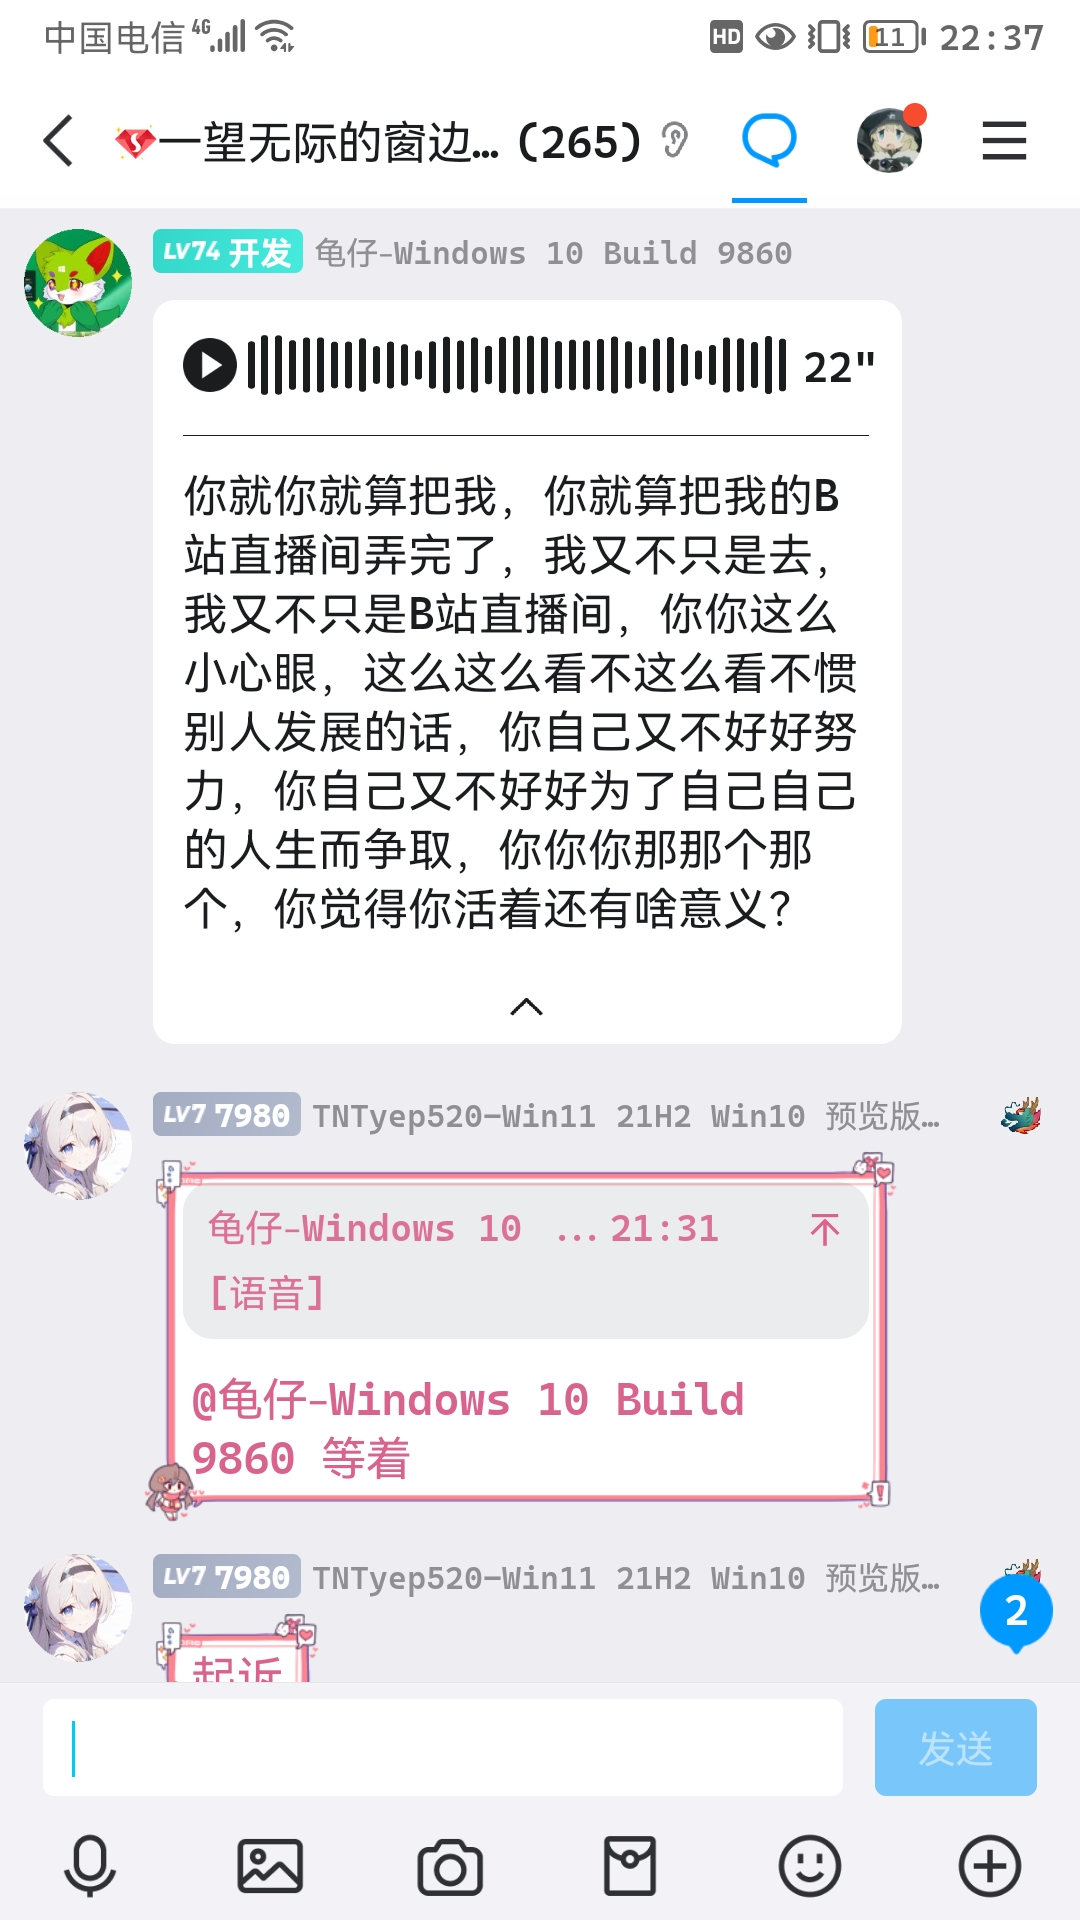 中国电信 4G HD 11 22:37
一望无际的窗边... (265)
LV74 开发 龟仔-Windows 10 Build 9860
22"
你就你就算把我，你就算把我的B
站直播间弄完了，我又不只是去，
我又不只是B站直播间，你你这么
小心眼，这么这么看不这么看不惯
别人发展的话，你自己又不好好努
力，你自己又不好好为了自己自己
的人生而争取，你你你那那个那
个，你觉得你活着还有啥意义？
LV7 7980 TNTyep520-Win11 21H2 Win10 预览版...
龟仔-Windows 10 ...21:31
[语音]
@龟仔-Windows 10 Build
9860 等着
LV7 7980 TNTyep520-Win11 21H2 Win10 预览版...
2
起诉
发送